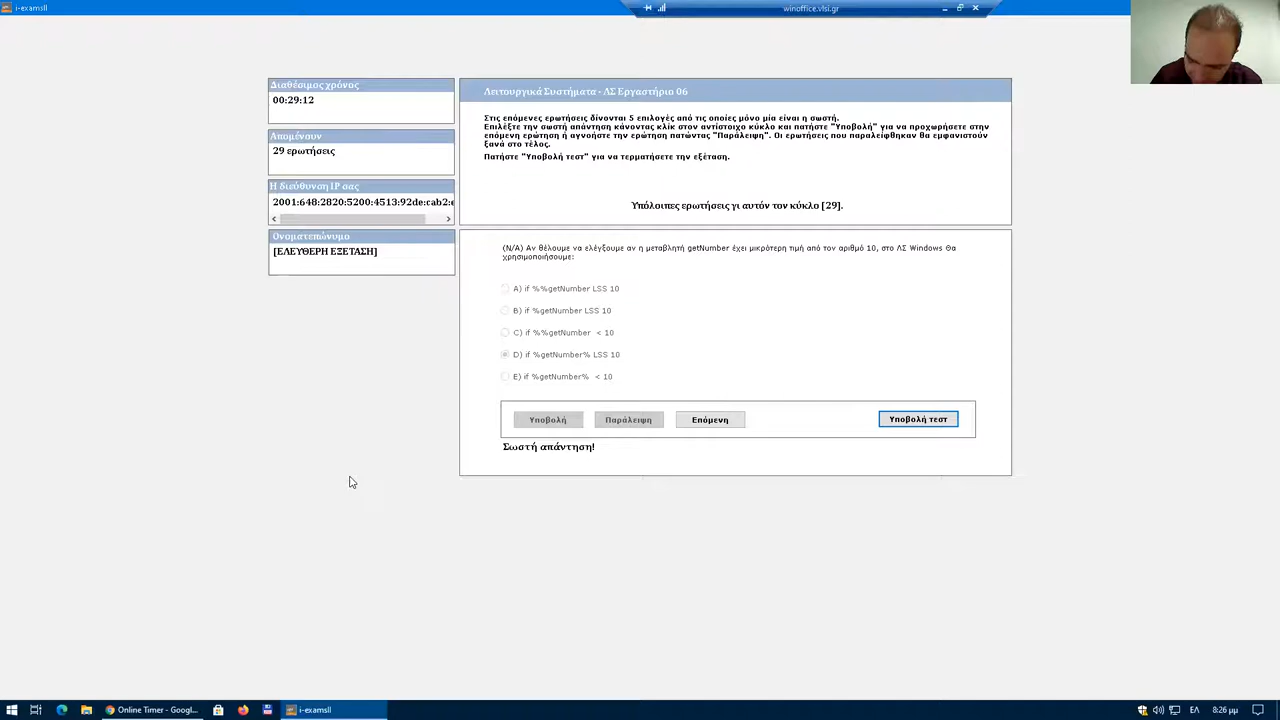 i-examsll
winoffice.vlsi.gr
Διαθέσιμος χρόνος
00:29:12
Απομένουν
29 ερωτήσεις
Η διεύθυνση IP σας
2001:648:2820:5200:4513:92de:cab2:
Ονοματεπώνυμο
[ΕΛΕΥΘΕΡΗ ΕΞΕΤΑΣΗ]
Λειτουργικά Συστήματα - ΛΣ Εργαστήριο 06
Στις επόμενες ερωτήσεις δίνονται 5 επιλογές από τις οποίες μόνο μία είναι η σωστή.
Επιλέξτε την σωστή απάντηση κάνοντας κλίκ στον αντίστοιχο κύκλο και πατήστε "Υποβολή" για να προχωρήσετε στην
επόμενη ερώτηση ή αγνοήστε την ερώτηση πατώντας "Παράλειψη". Οι ερωτήσεις που παραλείφθηκαν θα εμφανιστούν
ξανά στο τέλος.
Πατήστε "Υποβολή τεστ" για να τερματήσετε την εξέταση.
Υπόλοιπες ερωτήσεις γι αυτόν τον κύκλο [29].
(N/A) Αν θέλουμε να ελέγξουμε αν η μεταβλητή getNumber έχει μικρότερη τιμή από τον αριθμό 10, στο ΛΣ Windows Θα
χρησιμοποιήσουμε:
A) if %%getNumber LSS 10
B) if %getNumber LSS 10
C) if %%getNumber < 10
D) if %getNumber% LSS 10
E) if %getNumber% < 10
Υποβολή Παράλειψη Επόμενη Υποβολή τεστ
Σωστή απάντηση!
Online Timer - Googl...
i-examsll
ΕΛ
8:26 μμ